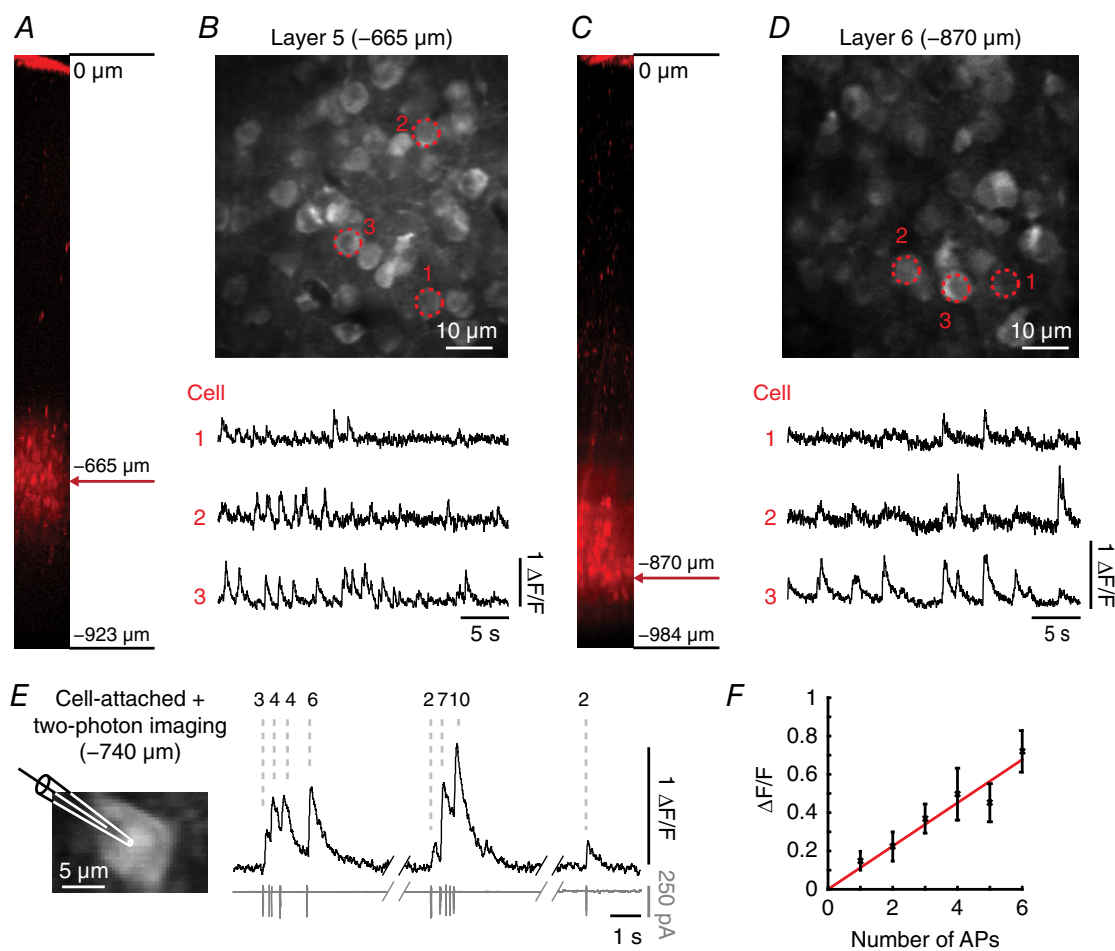 A
0 µm
–665 µm
–923 µm
B
Layer 5 (–665 µm)
2
3
1
10 µm
Cell
1
2
3
1 ΔF/F
5 s
C
0 µm
–870 µm
–984 µm
D
Layer 6 (–870 µm)
2
1
3
10 µm
Cell
1
2
3
1 ΔF/F
5 s
E
Cell-attached +
two-photon imaging
(–740 µm)
5 µm
3 4 4 6
2 7 10
2
1 ΔF/F
250 pA
1 s
F
ΔF/F
1
0.8
0.6
0.4
0.2
0
0 2 4 6
Number of APs